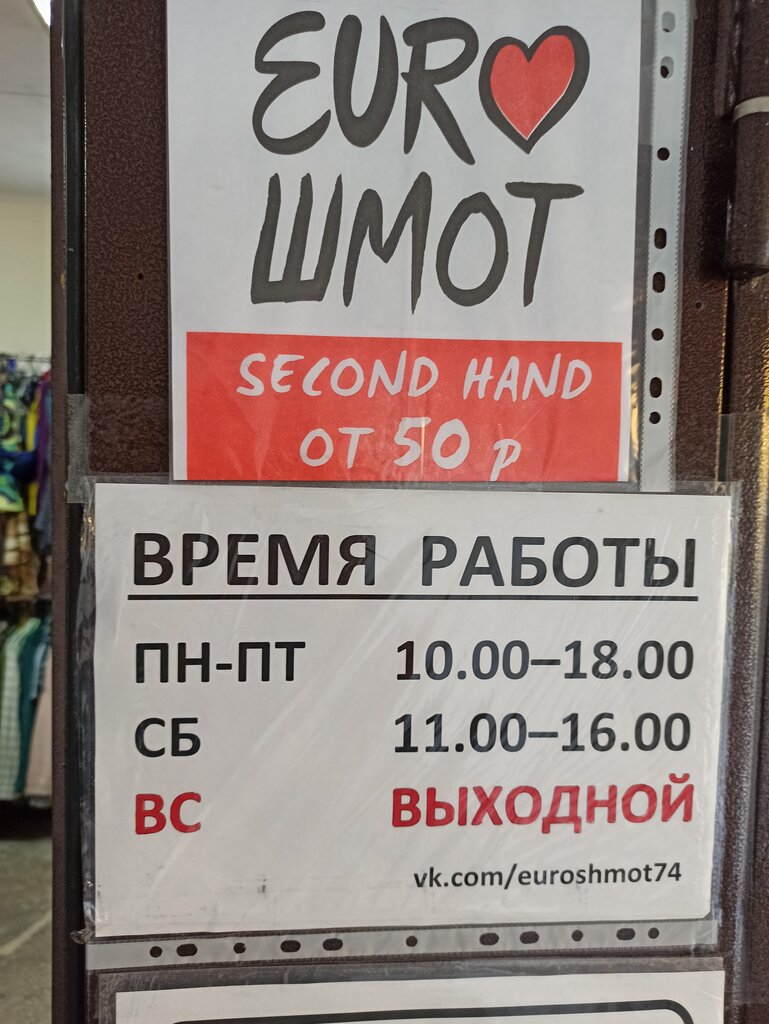 EUR
ШМОТ
SECOND HAND
ОТ 50 р
ВРЕМЯ РАБОТЫ
ПН-ПТ 10.00–18.00
СБ 11.00–16.00
ВС ВЫХОДНОЙ
vk.com/euroshmot74